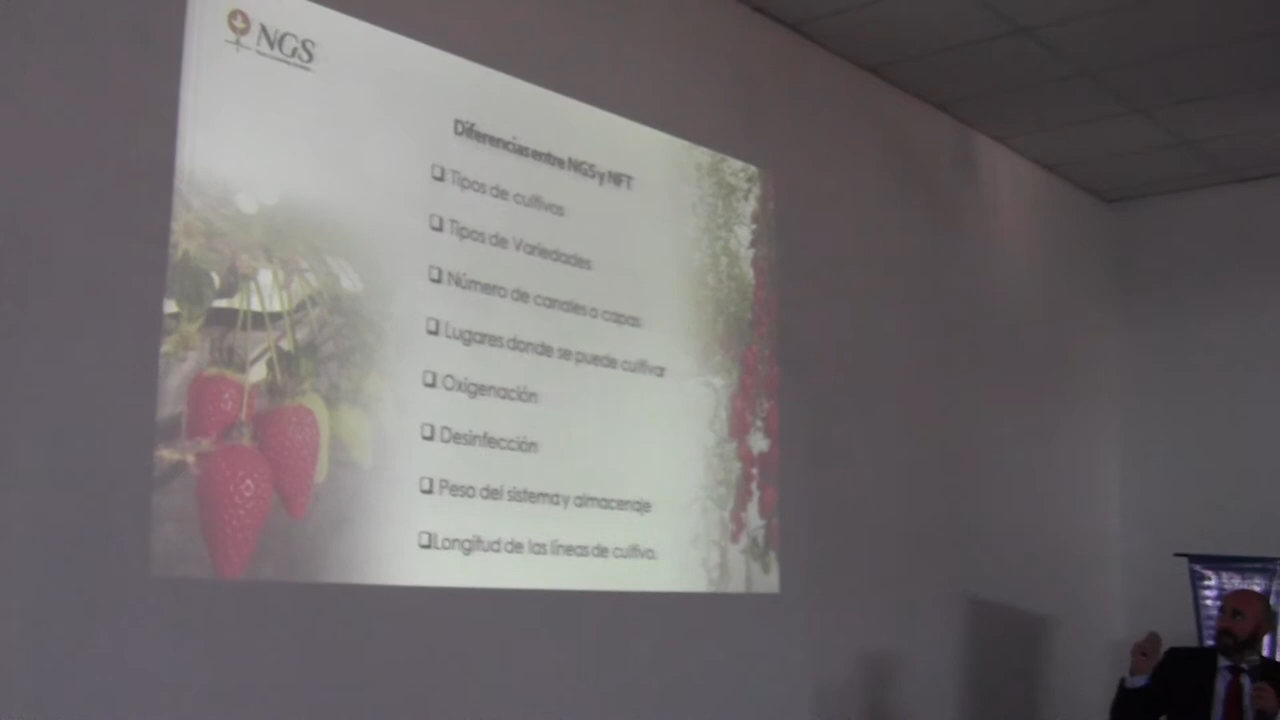 NGS
Diferencias entre NGS y NFT
❑ Tipos de cultivos
❑ Tipos de Variedades
❑ Número de canales o capas
❑ Lugares donde se puede cultivar
❑ Oxigenación
❑ Desinfección
❑ Peso del sistema y almacenaje
❑ Longitud de las líneas de cultivo.